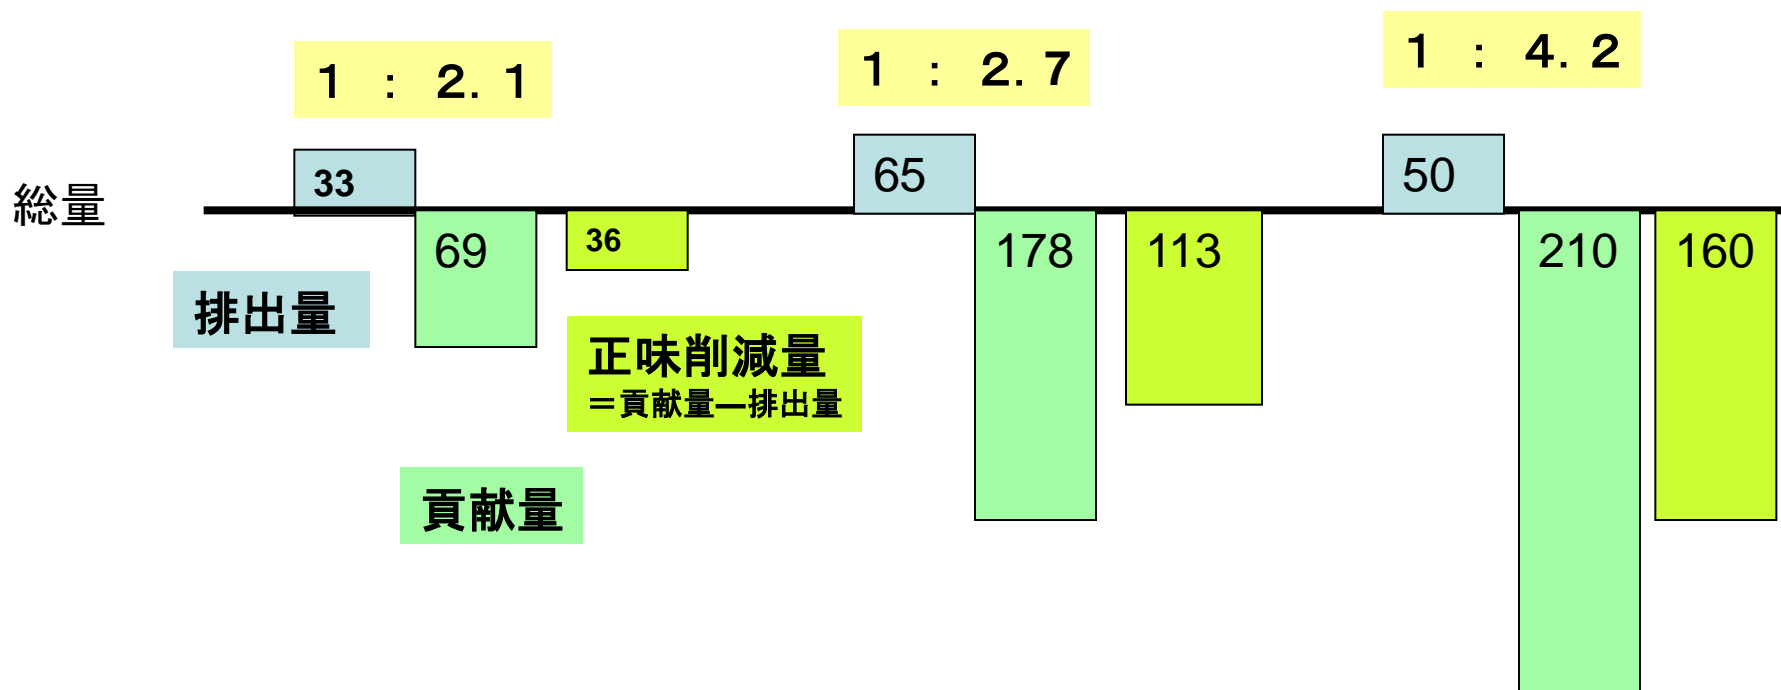 １ ： ２．１
１ ： ２．７
１ ： ４．２
総量
33
65
50
69
36
178
113
210
160
排出量
正味削減量
＝貢献量―排出量
貢献量